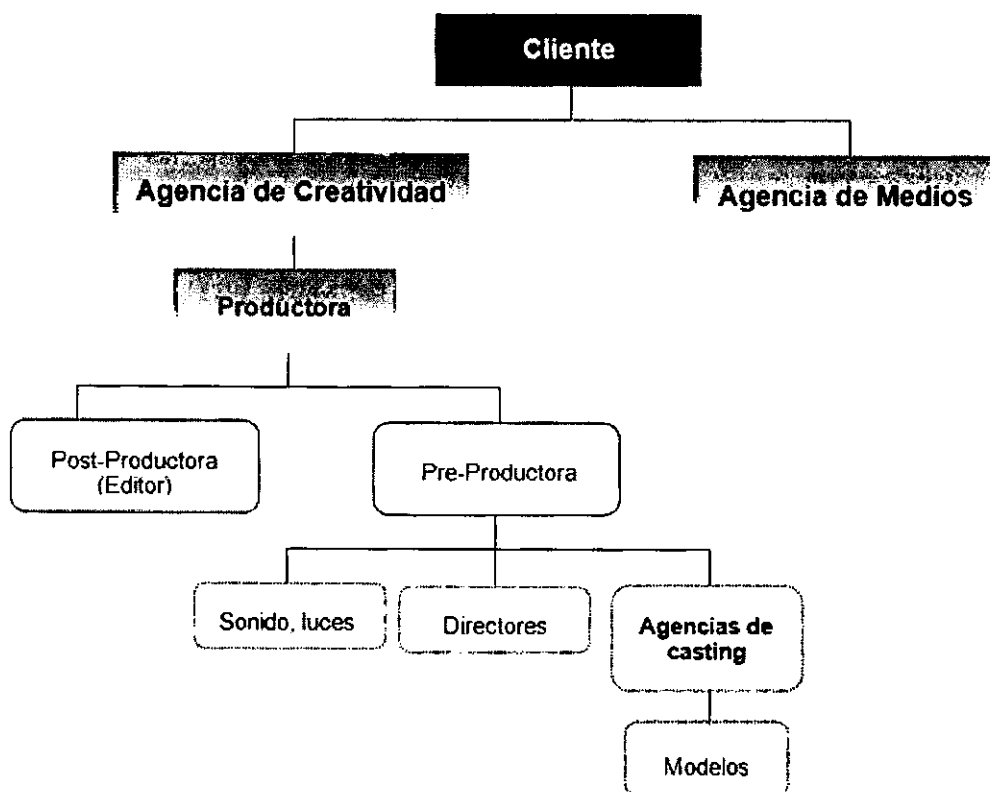 Cliente
Agencia de Creatividad
Agencia de Medios
Productora
Post-Productora
(Editor)
Pre-Productora
Sonido, luces
Directores
Agencias de
casting
Modelos